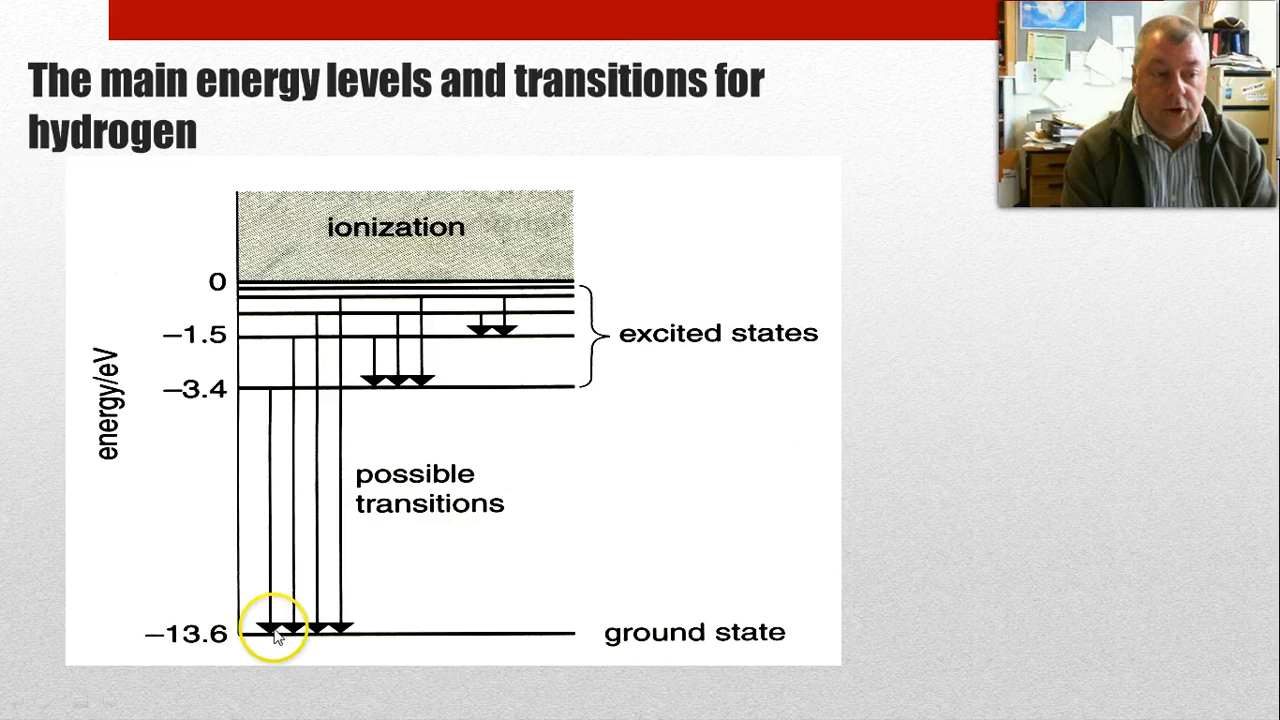 The main energy levels and transitions for
hydrogen
ionization
0
–1.5
excited states
–3.4
energy/eV
possible
transitions
–13.6
ground state